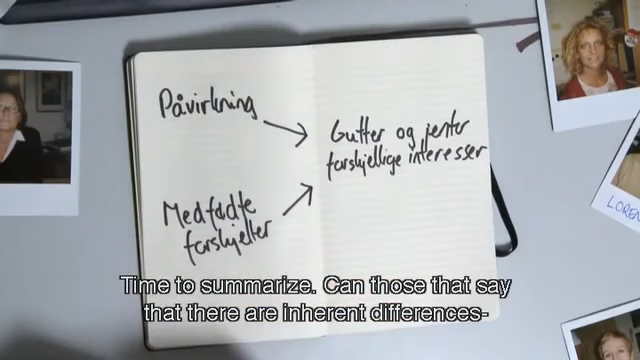 Påvirkning
Gutter og jenter
forskjellige interesser
Medfødte
forskjeller
LOREN
Time to summarize. Can those that say
that there are inherent differences-